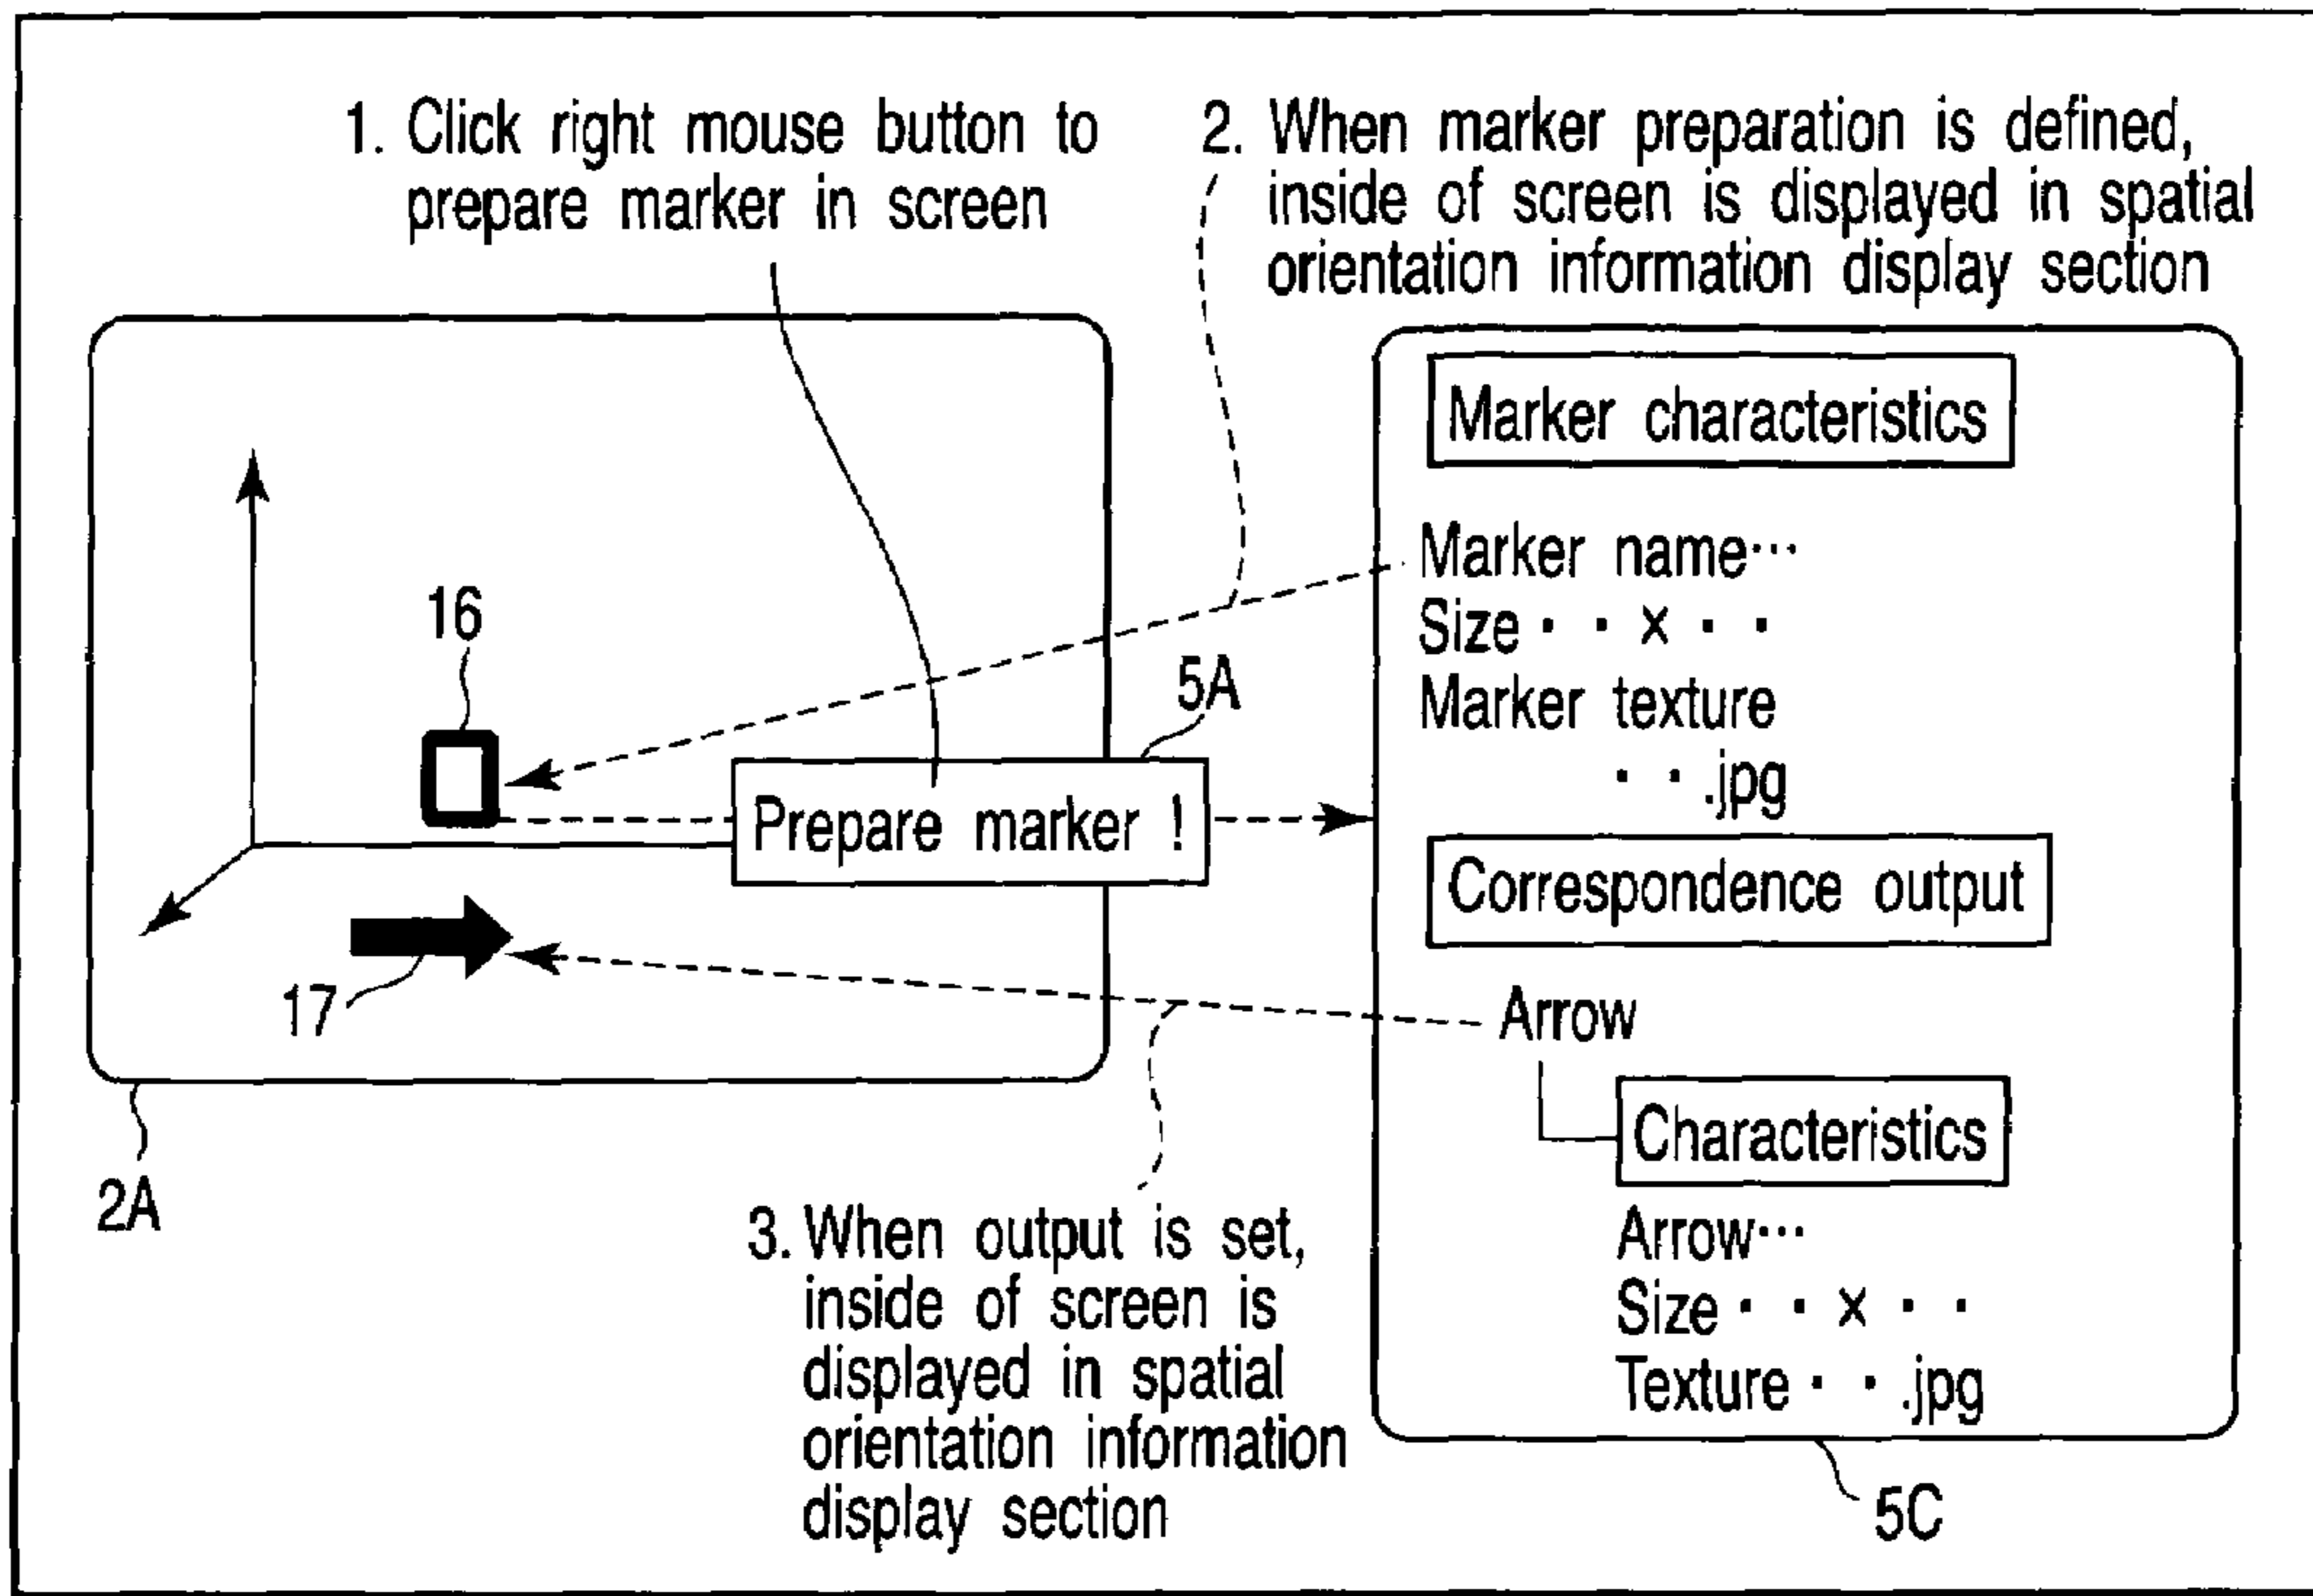 1. Click right mouse button to
prepare marker in screen
2. When marker preparation is defined,
inside of screen is displayed in spatial
orientation information display section
16
5A
Prepare marker !
17
2A
Marker characteristics
Marker name···
Size · · × · ·
Marker texture
· · .jpg
Correspondence output
Arrow
Characteristics
Arrow···
Size · · × · ·
Texture · · .jpg
5C
3. When output is set,
inside of screen is
displayed in spatial
orientation information
display section